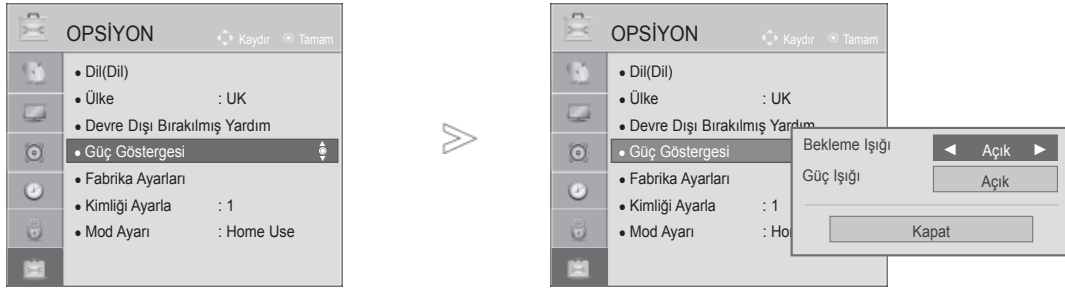 OPSİYON
Kaydır Tamam
• Dil(Dil)
• Ülke : UK
• Devre Dışı Bırakılmış Yardım
• Güç Göstergesi
• Fabrika Ayarları
• Kimliği Ayarla : 1
• Mod Ayarı : Home Use
OPSİYON
Kaydır Tamam
• Dil(Dil)
• Ülke : UK
• Devre Dışı Bırakılmış Yardım
• Güç Göstergesi
• Fabrika Ayarları
• Kimliği Ayarla : 1
• Mod Ayarı : Ho
Bekleme Işığı ◄ Açık ►
Güç Işığı Açık
Kapat